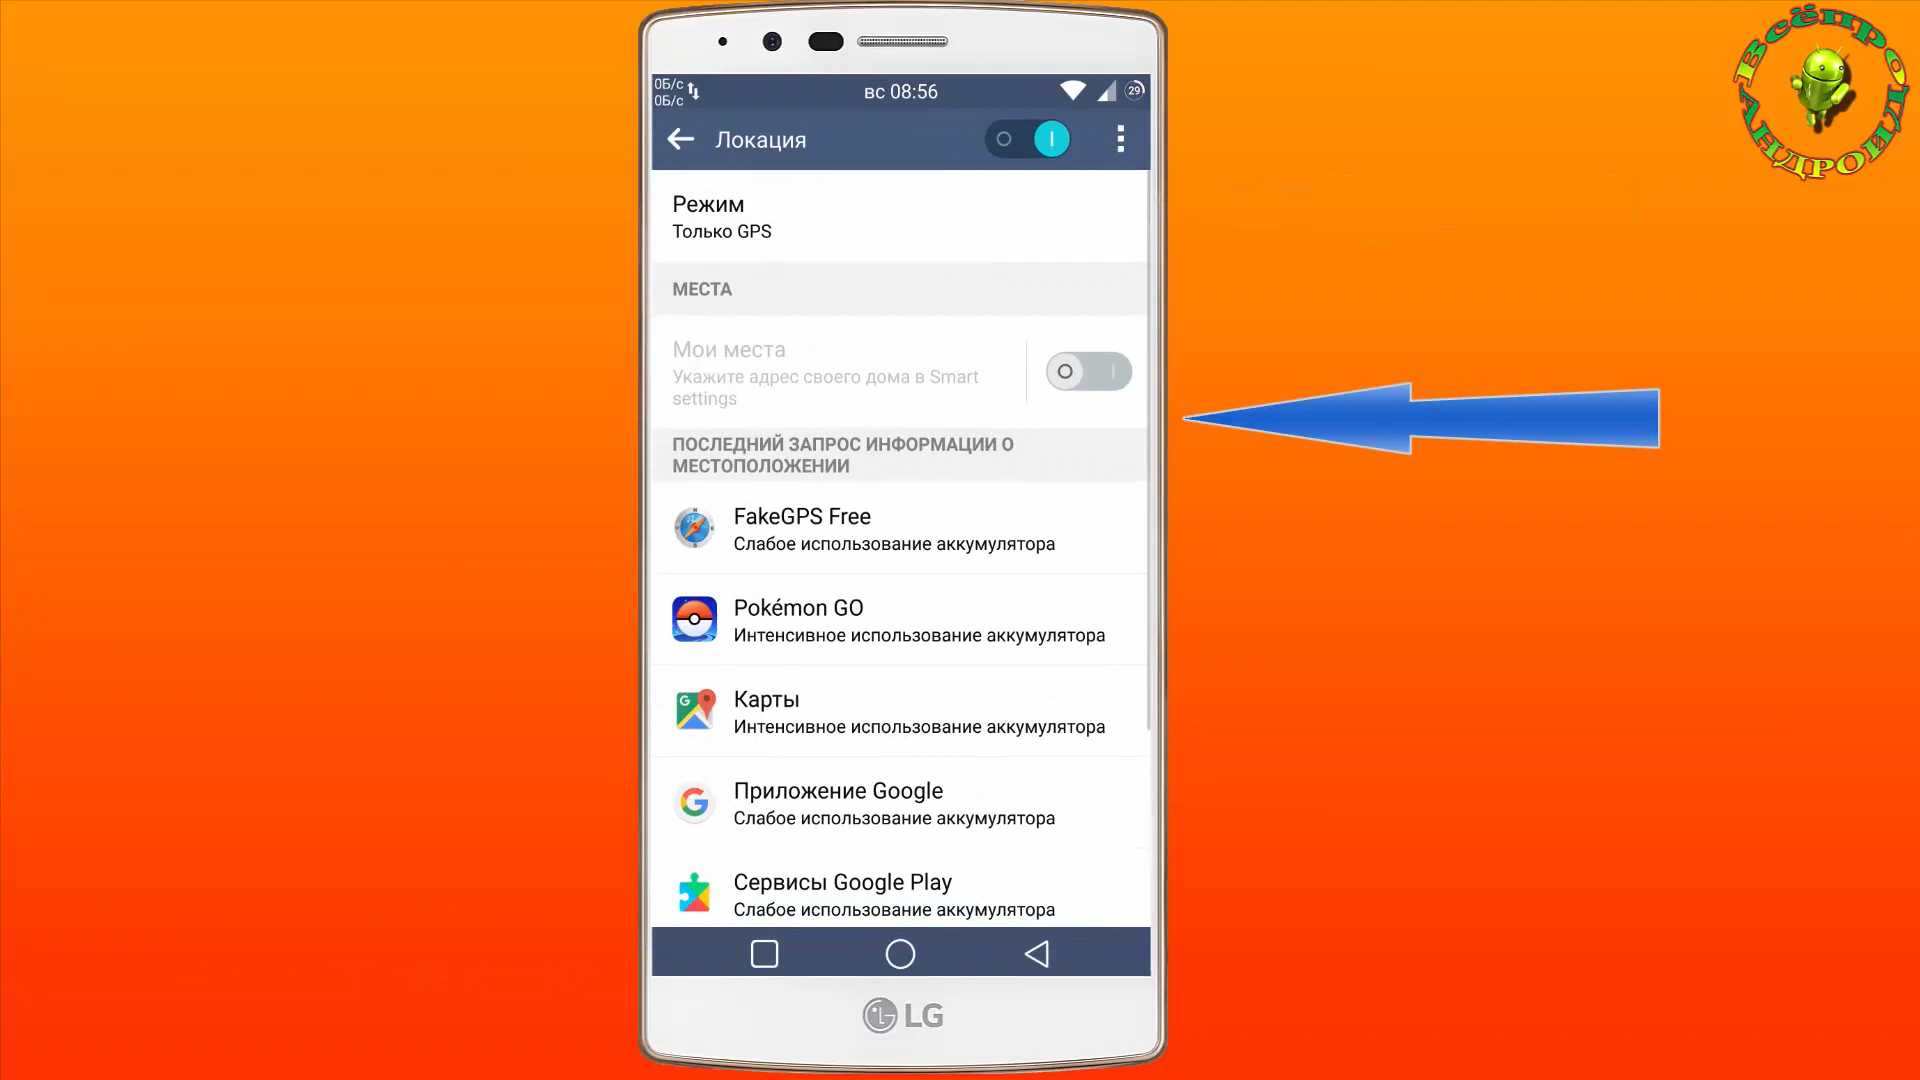 0Б/с
0Б/с
вс 08:56
29
Локация
Режим
Только GPS
МЕСТА
Мои места
Укажите адрес своего дома в Smart
settings
ПОСЛЕДНИЙ ЗАПРОС ИНФОРМАЦИИ О
МЕСТОПОЛОЖЕНИИ
FakeGPS Free
Слабое использование аккумулятора
Pokémon GO
Интенсивное использование аккумулятора
Карты
Интенсивное использование аккумулятора
Приложение Google
Слабое использование аккумулятора
Сервисы Google Play
Слабое использование аккумулятора
LG
Всёпро
Андроид